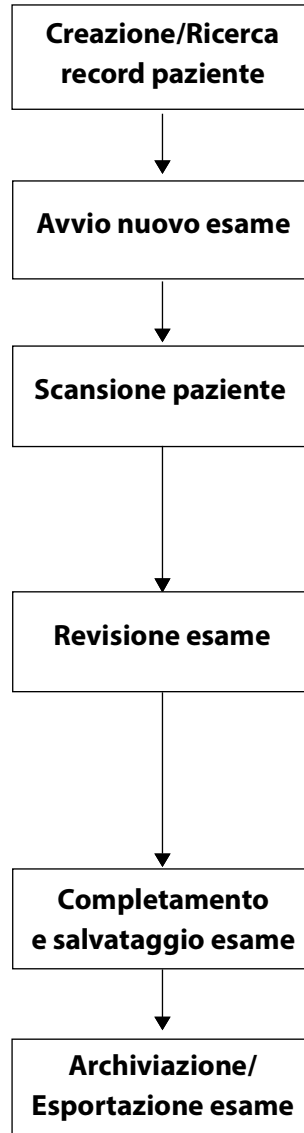 Creazione/Ricerca
record paziente
Avvio nuovo esame
Scansione paziente
Revisione esame
Completamento
e salvataggio esame
Archiviazione/
Esportazione esame